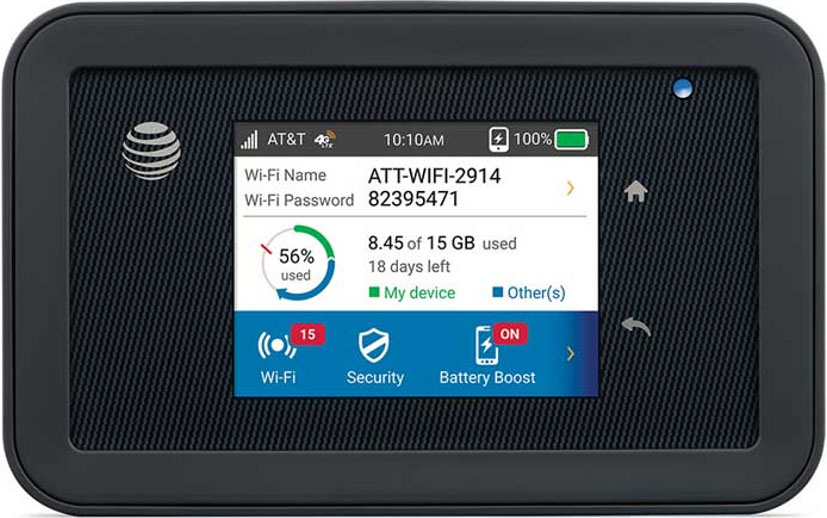 AT&T 4G LTE 10:10AM 100%
Wi-Fi Name ATT-WIFI-2914
Wi-Fi Password 82395471
56% used
8.45 of 15 GB used
18 days left
My device Other(s)
15 ON
Wi-Fi Security Battery Boost